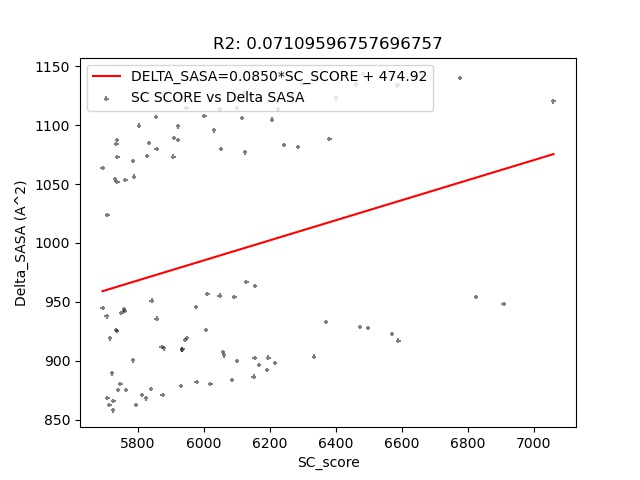 R2: 0.07109596757696757
DELTA_SASA=0.0850*SC_SCORE + 474.92
SC SCORE vs Delta SASA
Delta_SASA (A^2)
1150
1100
1050
1000
950
900
850
5800 6000 6200 6400 6600 6800 7000
SC_score